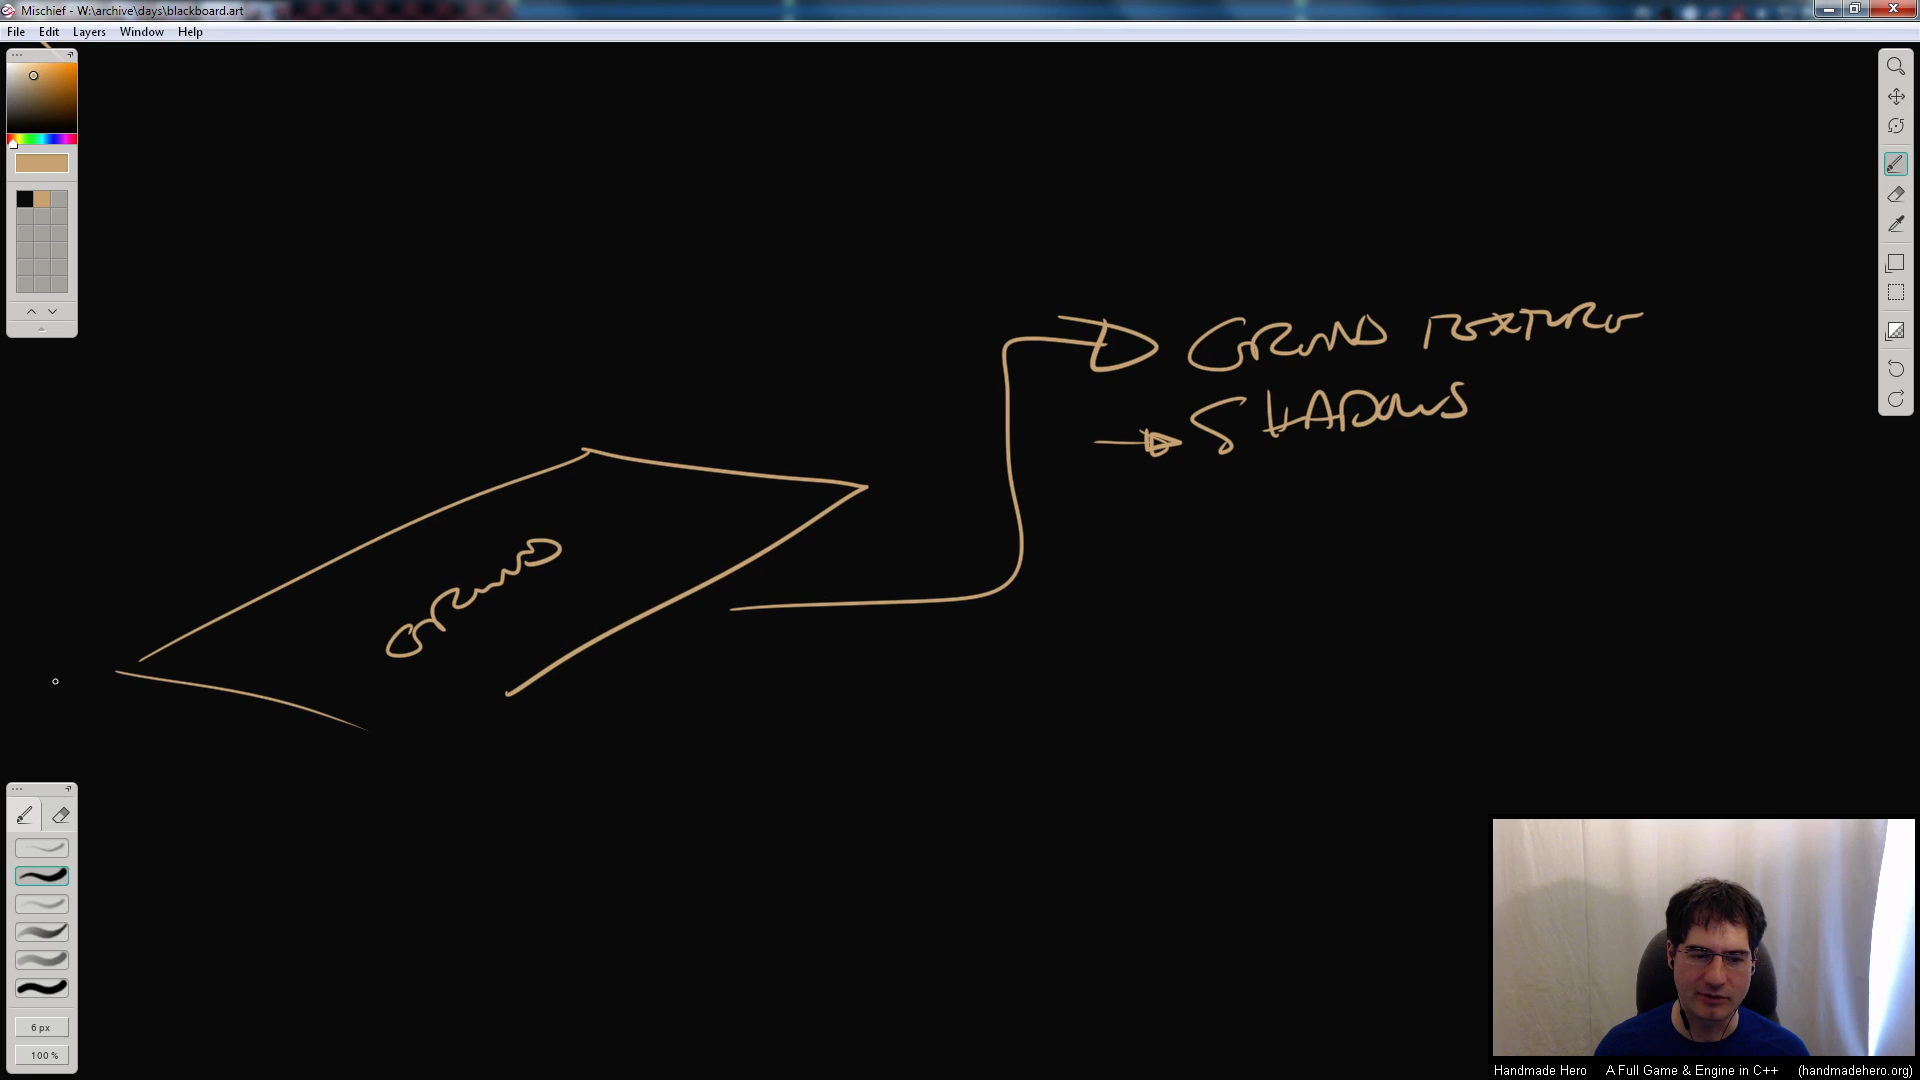 Mischief - W:\archive\days\blackboard.art
File Edit Layers Window Help
GROUND TEXTURE
SHADOWS
GROUND
6 px
100 %
Handmade Hero A Full Game & Engine in C++ (handmadehero.org)